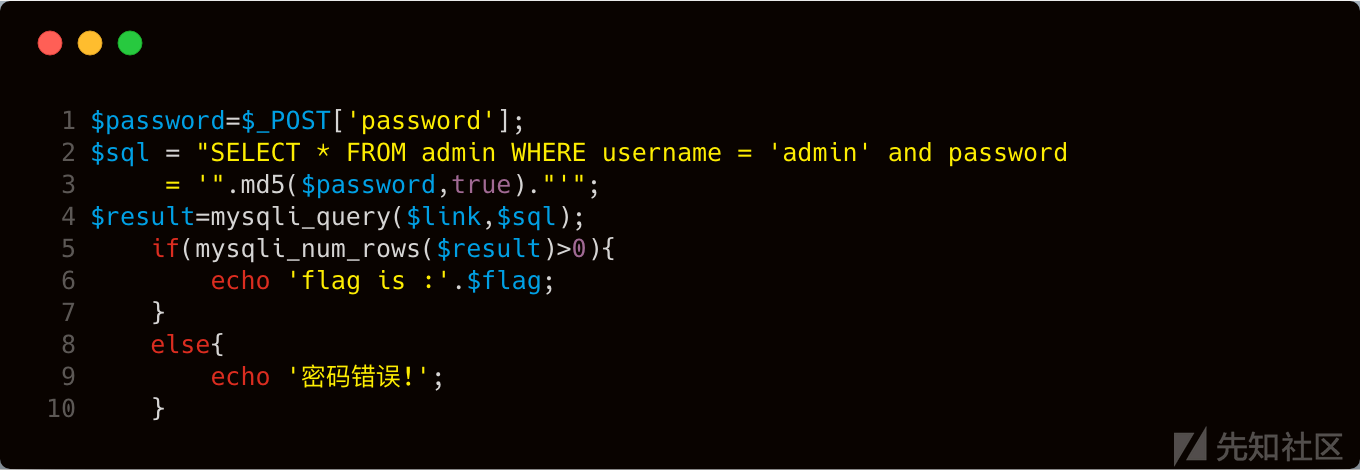 1 $password=$_POST['password'];
2 $sql = "SELECT * FROM admin WHERE username = 'admin' and password
3      = '".md5($password,true)."'";
4 $result=mysqli_query($link,$sql);
5     if(mysqli_num_rows($result)>0){
6         echo 'flag is :'.$flag;
7     }
8     else{
9         echo '密码错误!';
10     }
先知社区